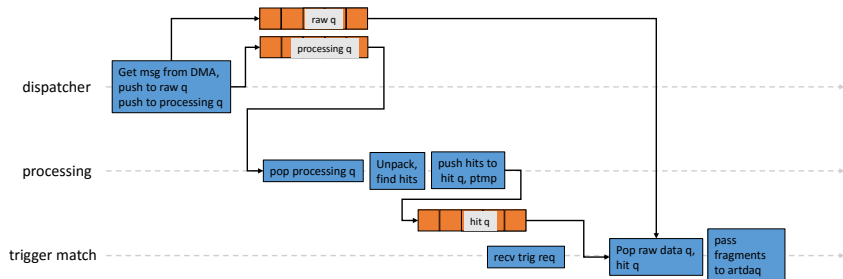 raw q
processing q
Get msg from DMA,
push to raw q
push to processing q
dispatcher
processing
pop processing q
Unpack,
find hits
push hits to
hit q, ptmp
hit q
trigger match
recv trig req
Pop raw data q,
hit q
pass
fragments
to artdaq